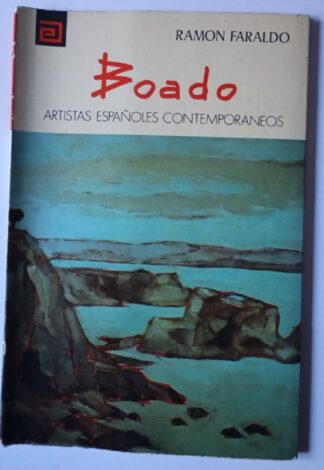 RAMON FARALDO
Boado
ARTISTAS ESPAÑOLES CONTEMPORANEOS